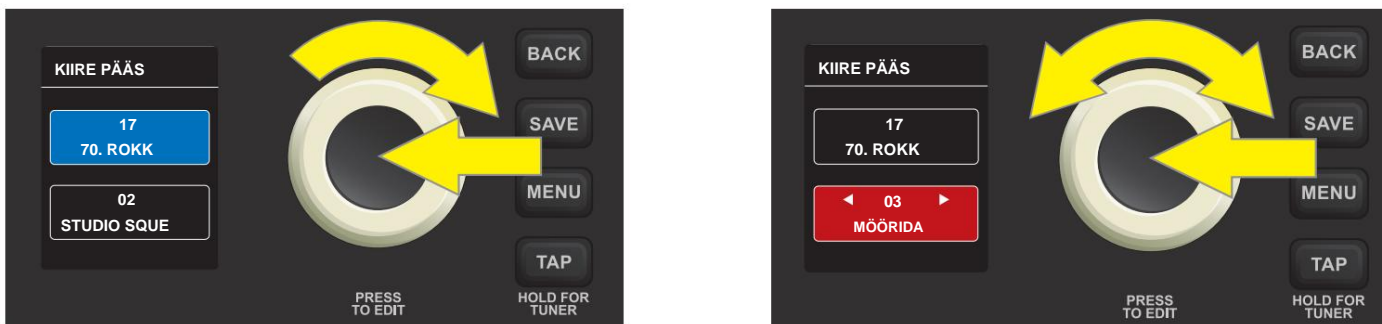 KIIRE PÄÄS
17
70. ROKK
02
STUDIO SQUE
BACK
SAVE
MENU
TAP
PRESS
TO EDIT
HOLD FOR
TUNER
KIIRE PÄÄS
17
70. ROKK
◄ 03 ►
MÖÖRIDA
BACK
SAVE
MENU
TAP
PRESS
TO EDIT
HOLD FOR
TUNER